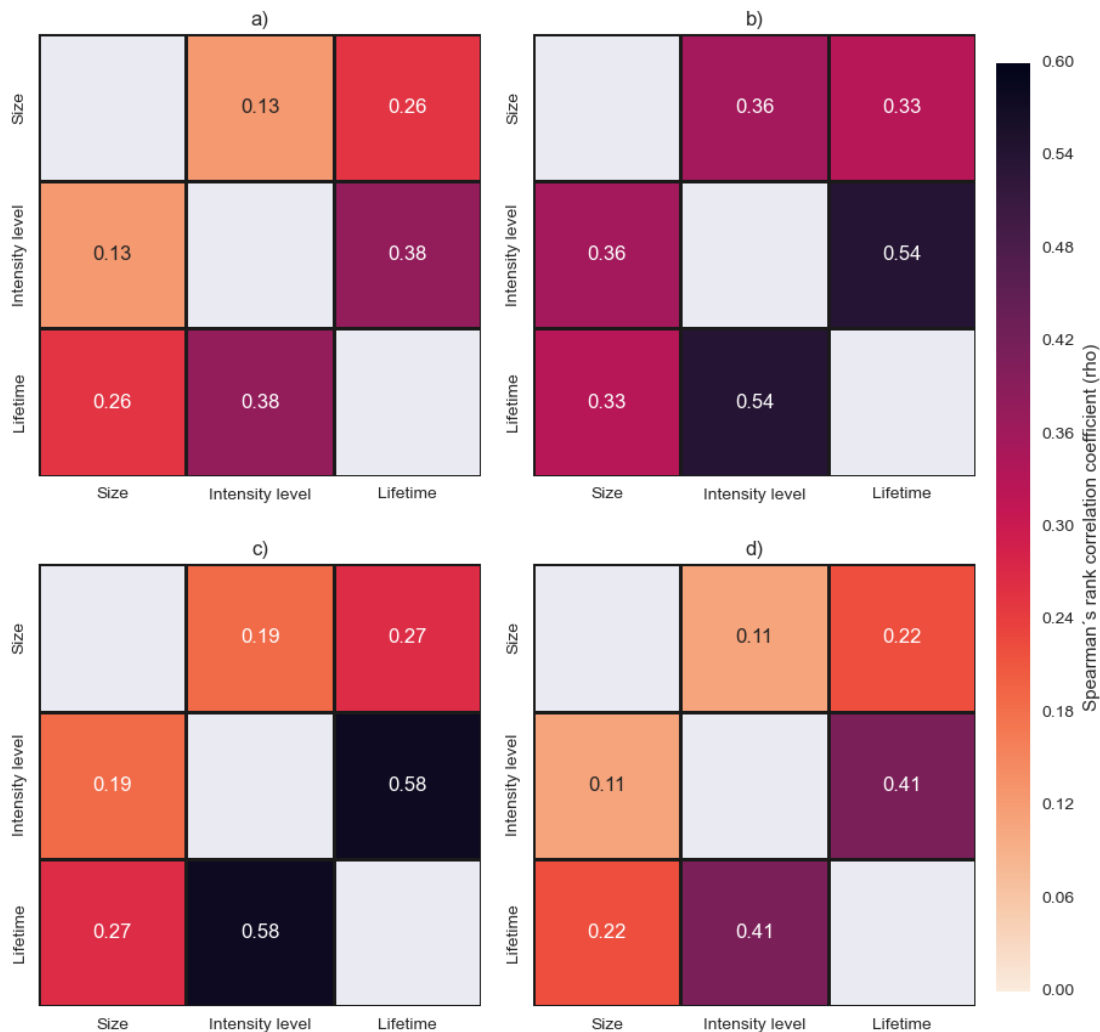 a)
Size
0.13
0.26
Intensity level
0.13
0.38
Lifetime
0.26
0.38
Size
Intensity level
Lifetime
b)
Size
0.36
0.33
Intensity level
0.36
0.54
Lifetime
0.33
0.54
Size
Intensity level
Lifetime
c)
Size
0.19
0.27
Intensity level
0.19
0.58
Lifetime
0.27
0.58
Size
Intensity level
Lifetime
d)
Size
0.11
0.22
Intensity level
0.11
0.41
Lifetime
0.22
0.41
Size
Intensity level
Lifetime
0.60
0.54
0.48
0.42
0.36
0.30
0.24
0.18
0.12
0.06
0.00
Spearman´s rank correlation coefficient (rho)